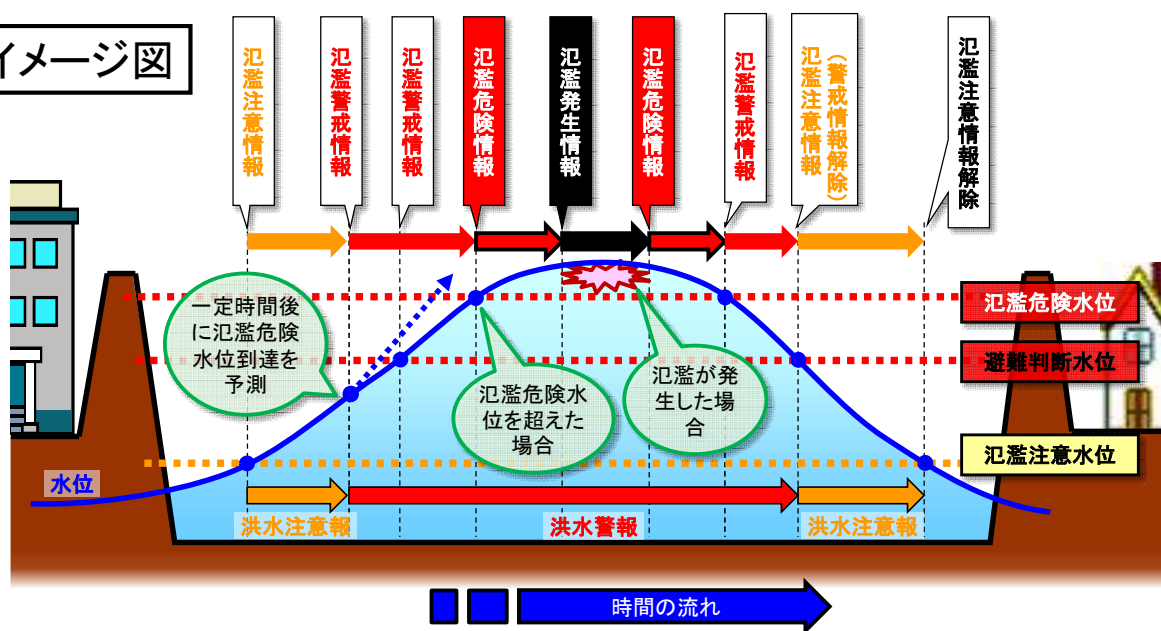 イメージ図
氾濫注意情報
氾濫警戒情報
氾濫警戒情報
氾濫危険情報
氾濫発生情報
氾濫危険情報
氾濫警戒情報
氾濫注意情報
(警戒情報解除)
氾濫注意情報解除
一定時間後
に氾濫危険
水位到達を
予測
氾濫危険水
位を超えた
場合
氾濫が発
生した場
合
氾濫危険水位
避難判断水位
氾濫注意水位
水位
洪水注意報
洪水警報
洪水注意報
時間の流れ